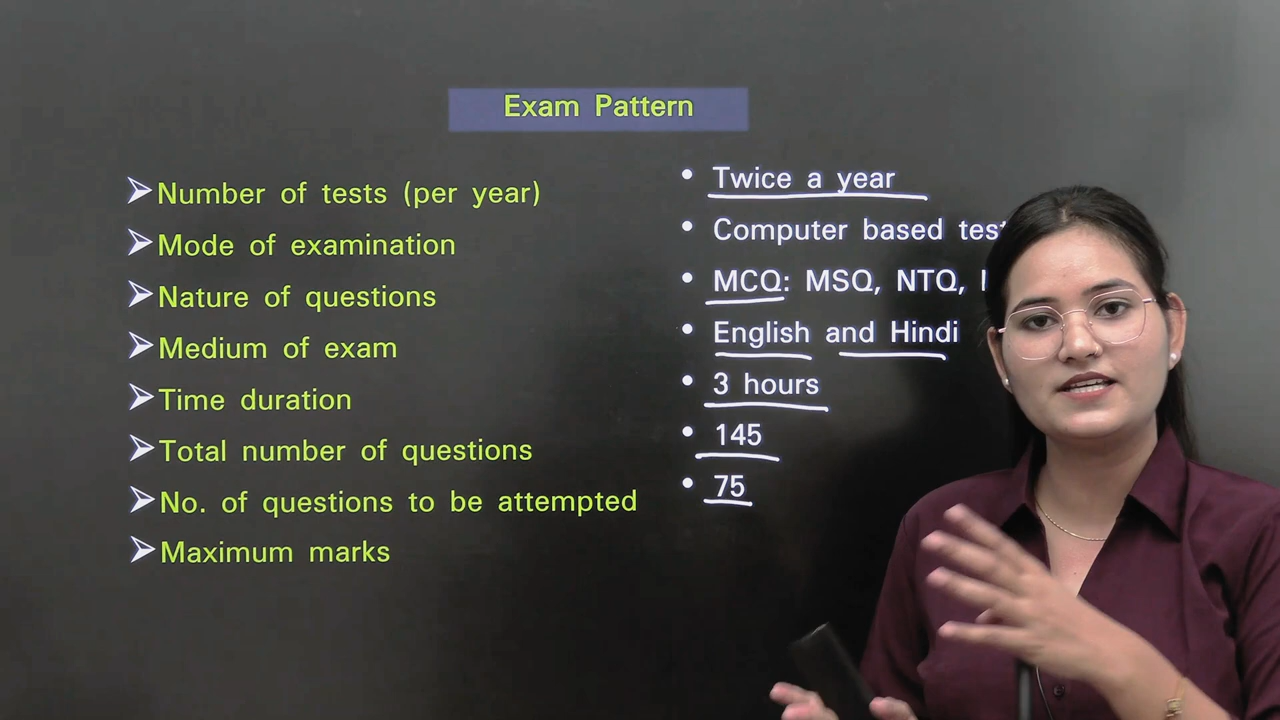 Exam Pattern
➢Number of tests (per year)
• Twice a year
➢Mode of examination
• Computer based test
➢Nature of questions
• MCQ: MSQ, NTQ,
➢Medium of exam
• English and Hindi
➢Time duration
• 3 hours
➢Total number of questions
• 145
➢No. of questions to be attempted
• 75
➢Maximum marks